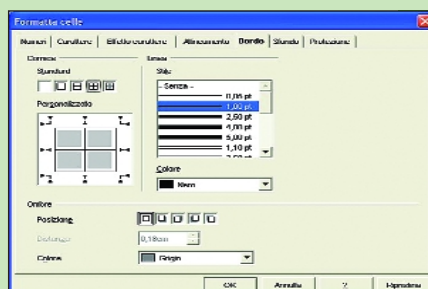 Formatta celle
Numeri | Carattere | Effetto carattere | Allineamento | Bordo | Sfondo | Protezione
Cornice
Linea
Standard
Stile
- Senza -
0,05 pt
1,00 pt
2,50 pt
4,00 pt
5,00 pt
1,10 pt
Personalizzato
Colore
Nero
Ombre
Posizione
Distanza
0,18cm
Colore
Grigio
OK
Annulla
?
Ripristina